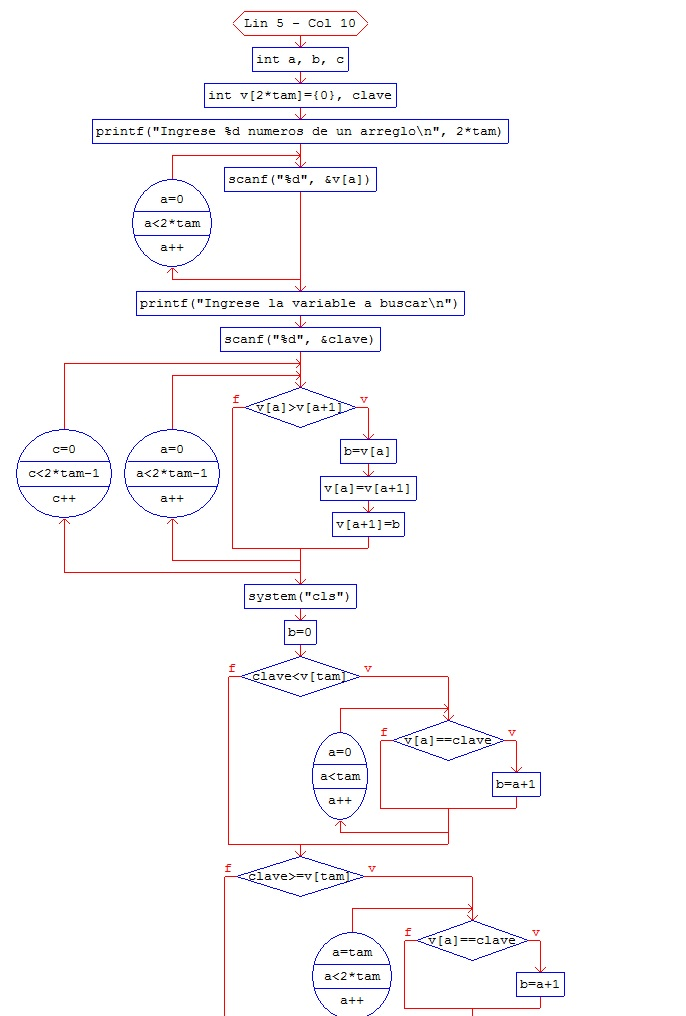 Lin 5 - Col 10
int a, b, c
int v[2*tam]={0}, clave
printf("Ingrese %d numeros de un arreglo\n", 2*tam)
scanf("%d", &v[a])
a=0
a<2*tam
a++
printf("Ingrese la variable a buscar\n")
scanf("%d", &clave)
f
v[a]>v[a+1]
v
c=0
c<2*tam-1
c++
a=0
a<2*tam-1
a++
b=v[a]
v[a]=v[a+1]
v[a+1]=b
system("cls")
b=0
f
clave<v[tam]
v
a=0
a<tam
a++
f
v[a]==clave
v
b=a+1
f
clave>=v[tam]
v
a=tam
a<2*tam
a++
f
v[a]==clave
v
b=a+1